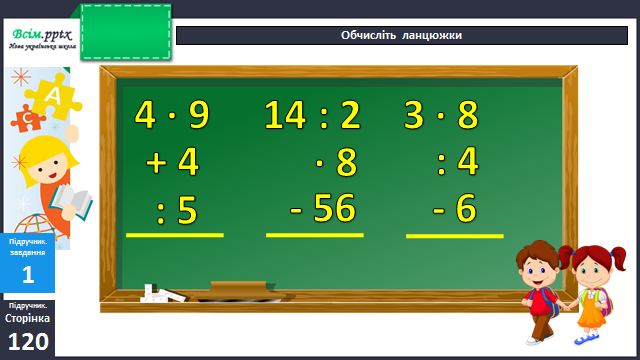 Всім.pptx
Нова українська школа
Обчисліть ланцюжки
4 · 9
+ 4
: 5
14 : 2
· 8
- 56
3 · 8
: 4
- 6
А
С
Підручник.
завдання
1
Підручник.
Сторінка
120